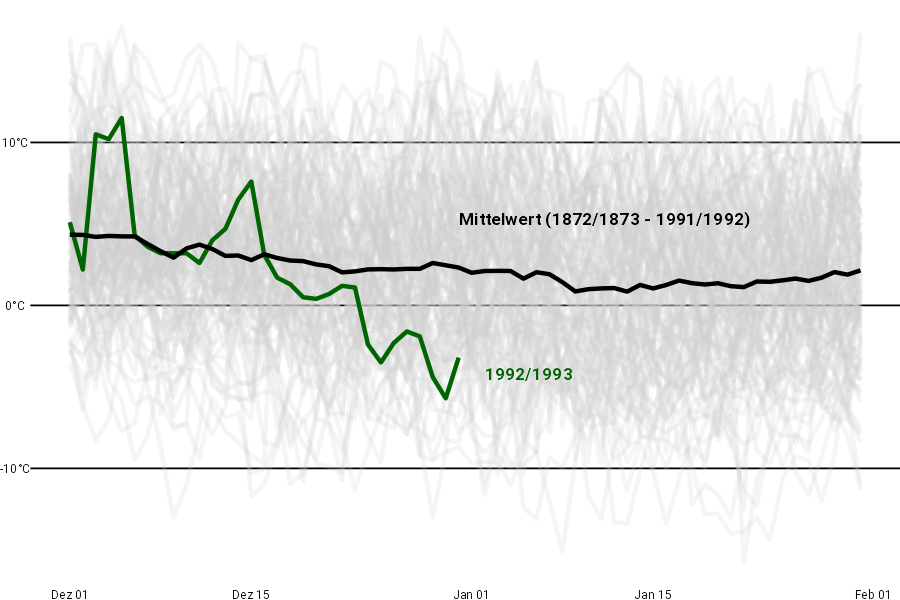 10°C
Mittelwert (1872/1873 - 1991/1992)
0°C
1992/1993
-10°C
Dez 01 Dez 15 Jan 01 Jan 15 Feb 01